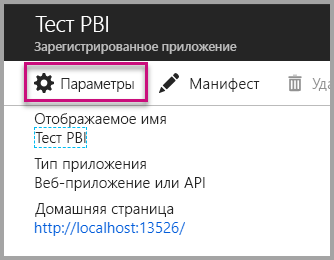 Тест PBI
Зарегистрированное приложение
Параметры Манифест
Отображаемое имя
Тест PBI
Тип приложения
Веб-приложение или API
Домашняя страница
http://localhost:13526/